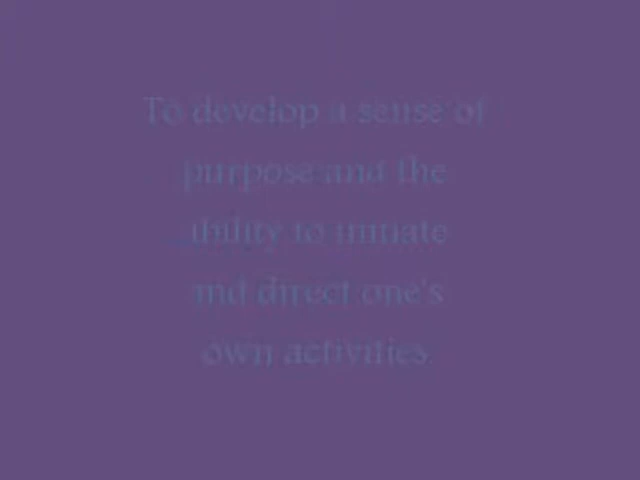 To develop a sense of
purpose and the
ability to initiate
and direct one's
own activities.